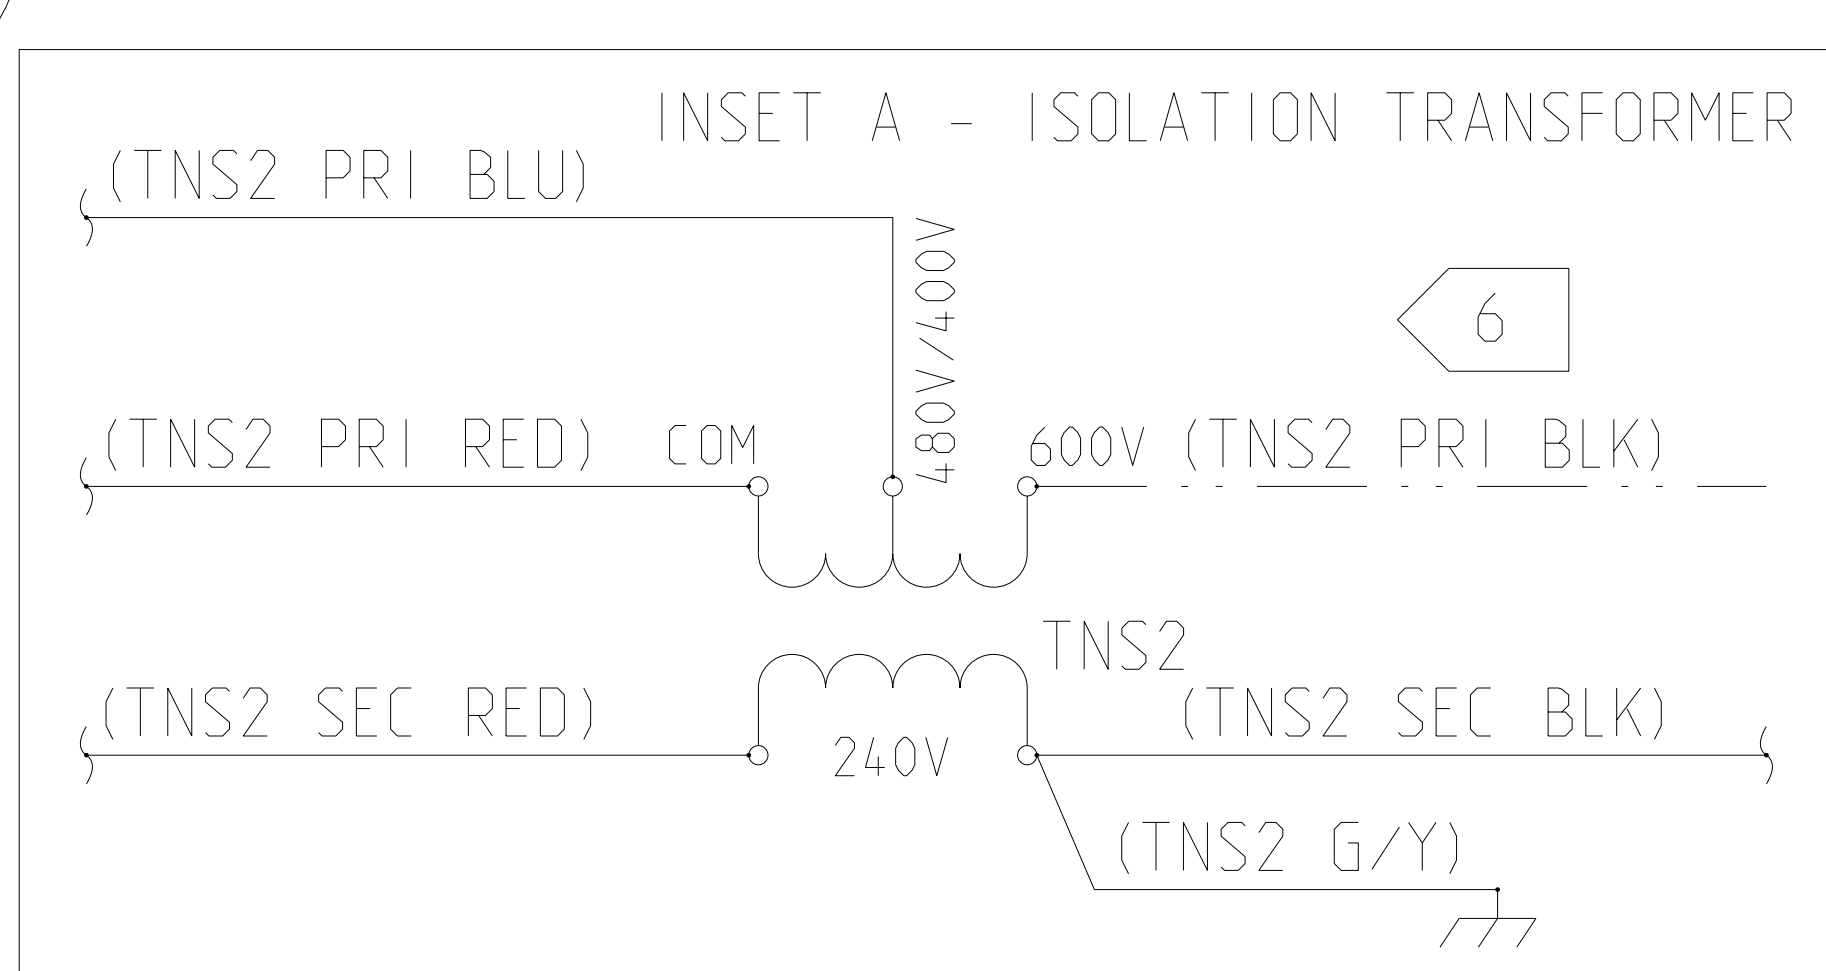 INSET A - ISOLATION TRANSFORMER
(TNS2 PRI BLU)
480V/400V
6
(TNS2 PRI RED) COM
600V (TNS2 PRI BLK)
TNS2
(TNS2 SEC RED)
240V
(TNS2 SEC BLK)
(TNS2 G/Y)